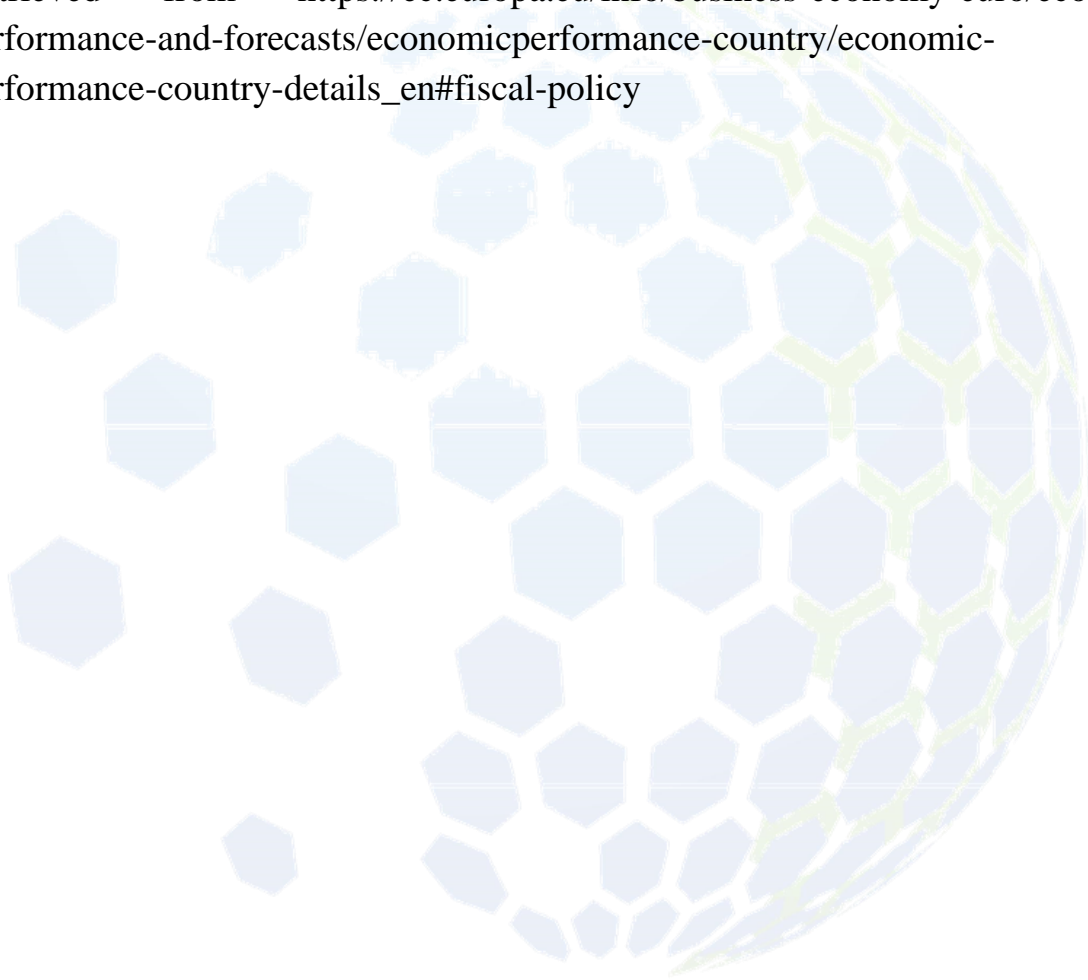 trieved from https://ec.europa.eu/info/business-economy-euro/eco
rformance-and-forecasts/economicperformance-country/economic-
rformance-country-details_en#fiscal-policy